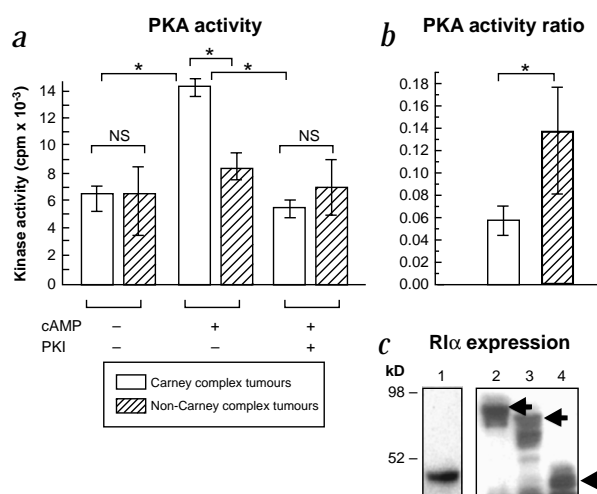 a
PKA activity
Kinase activity (cpm x 10-3)
14
12
10
8
6
4
2
0
*
*
*
NS
NS
cAMP – + +
PKI – – +
Carney complex tumours
Non-Carney complex tumours
b
PKA activity ratio
0.18
0.16
0.14
0.12
0.10
0.08
0.06
0.04
0.02
0.00
*
c
RIα expression
kD 1 2 3 4
98 –
52 –